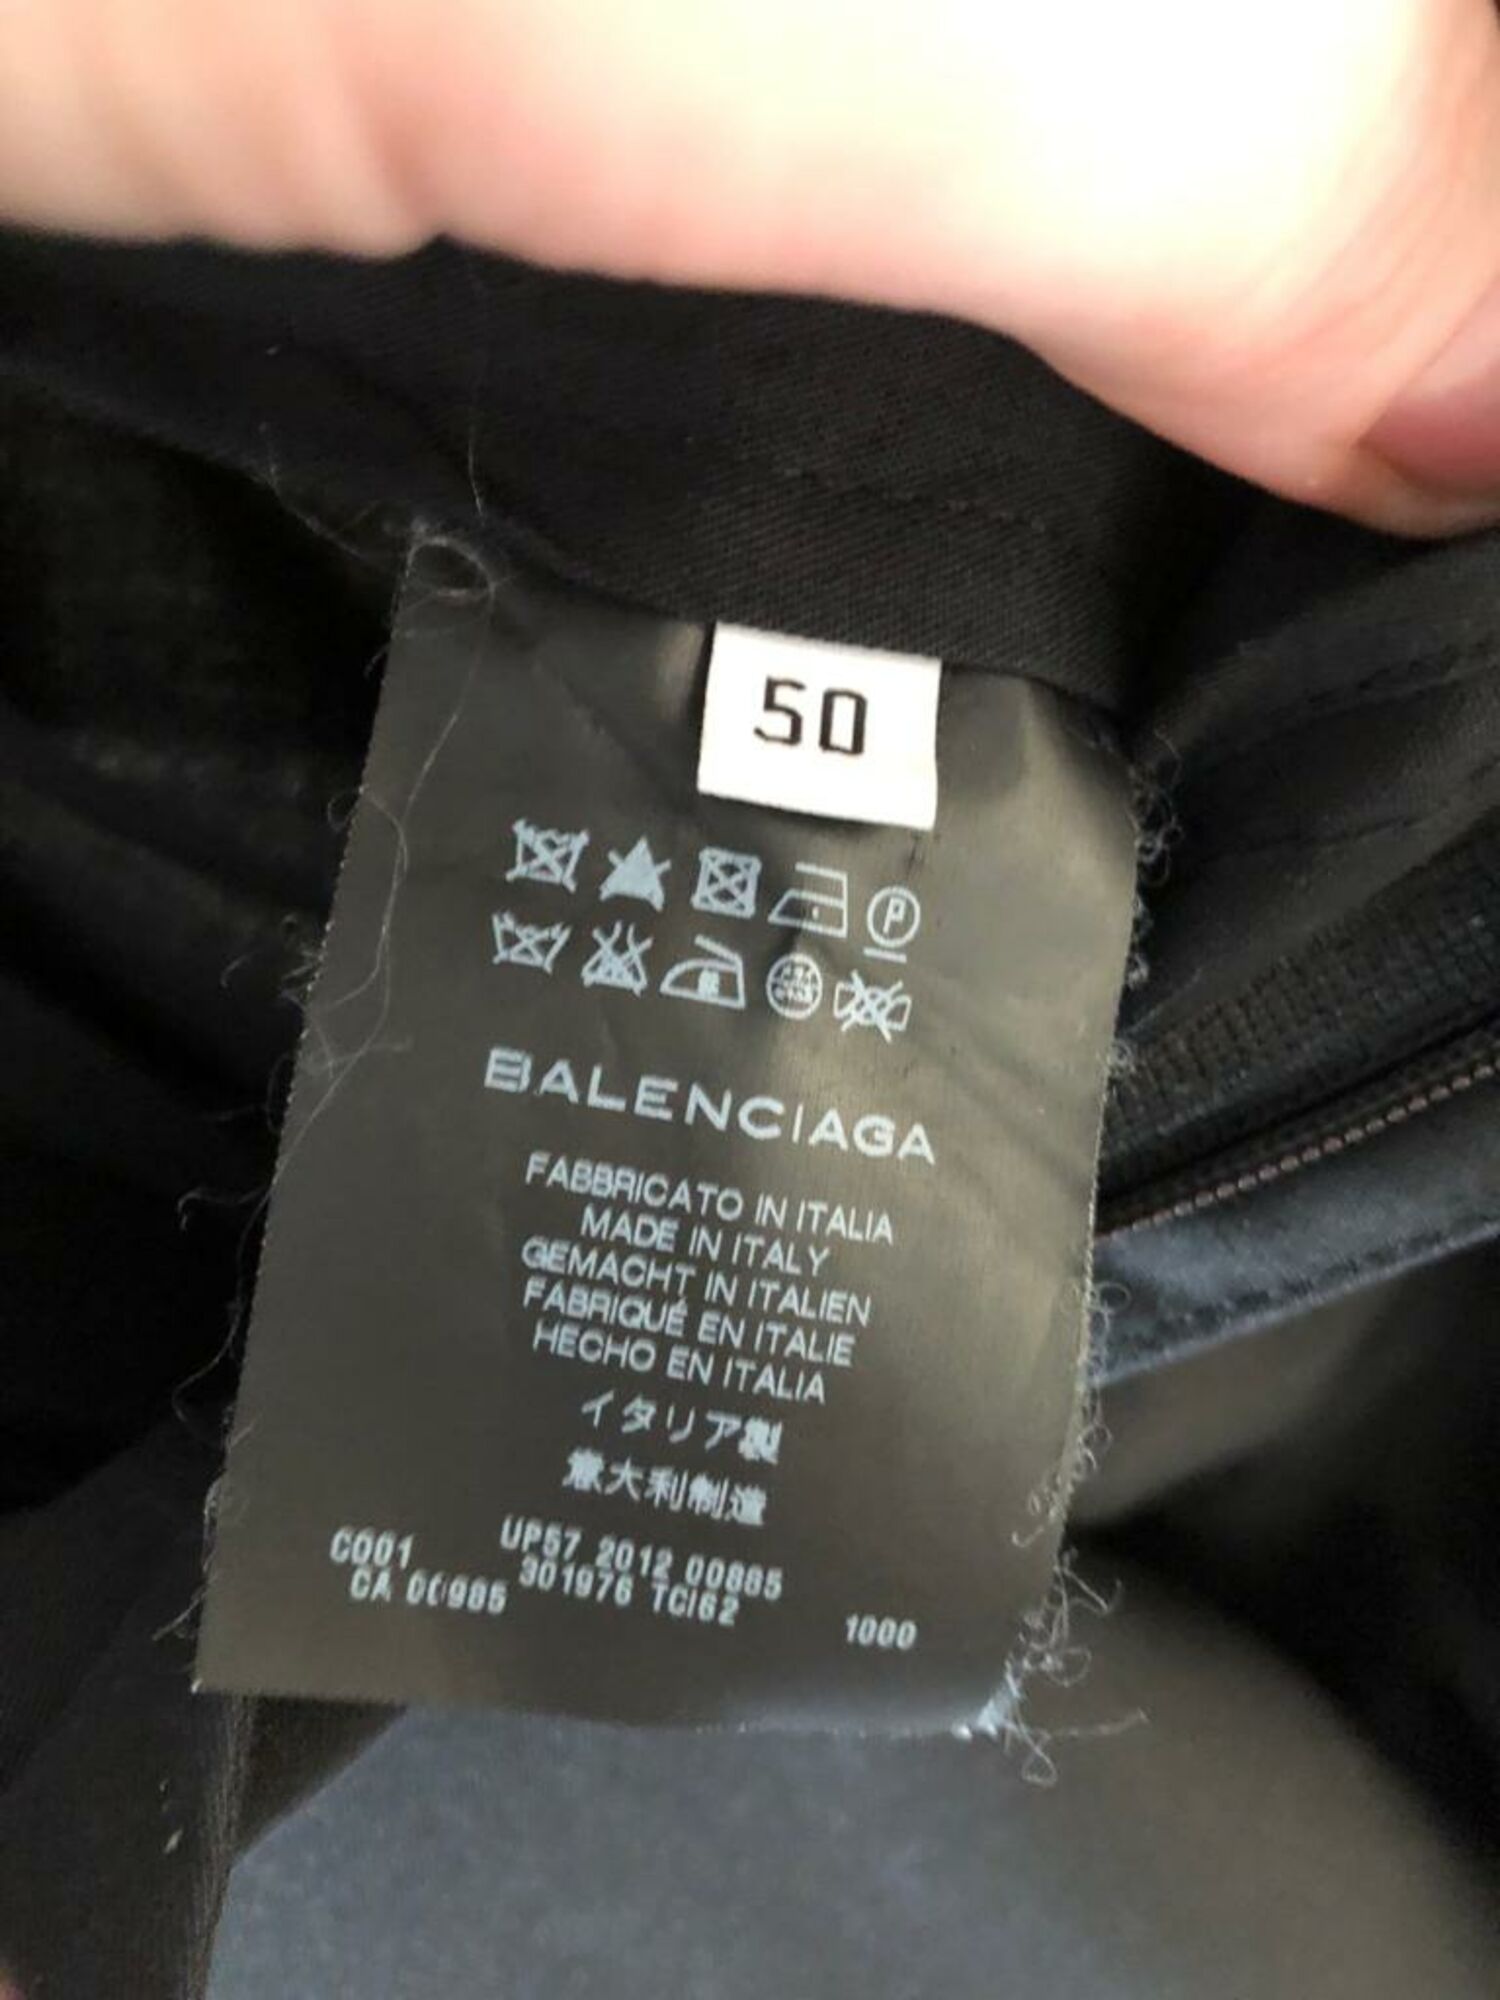 50
P
BALENCIAGA
FABBRICATO IN ITALIA
MADE IN ITALY
GEMACHT IN ITALIEN
FABRIQUÉ EN ITALIE
HECHO EN ITALIA
イタリア製
意大利制造
C001 UP57 2012 00885
CA 00985 301976 TCI62 1000